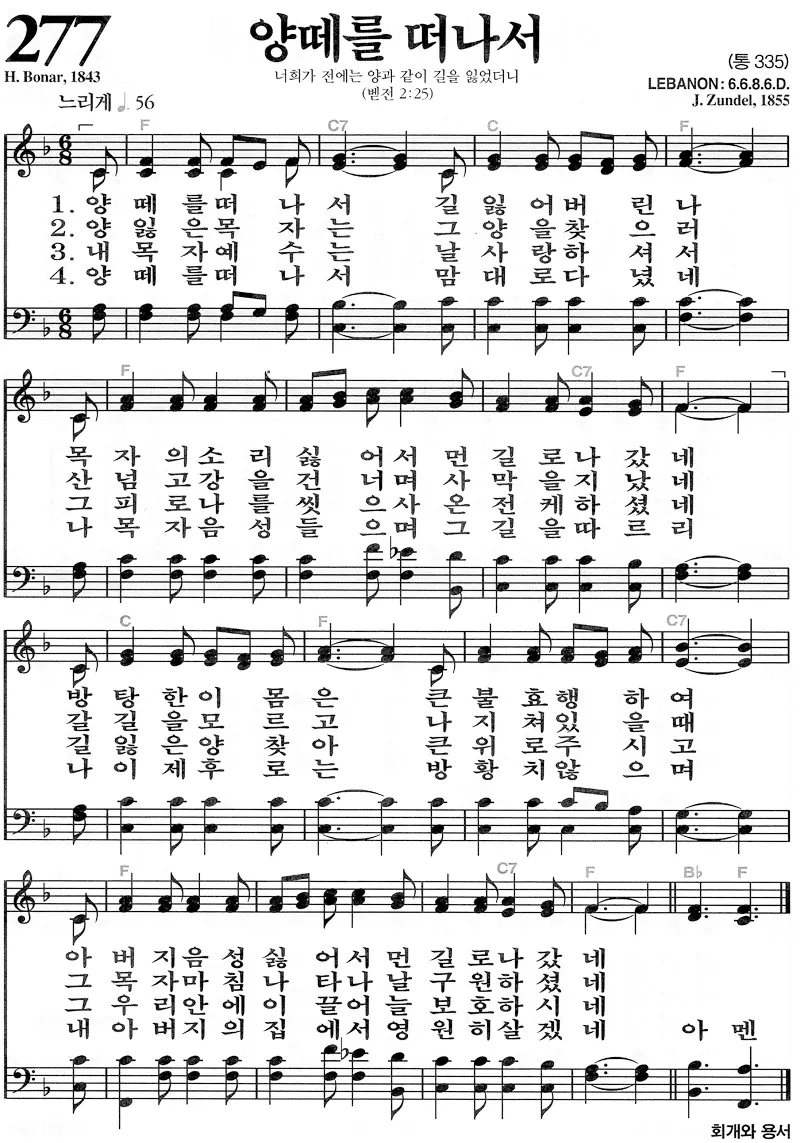 277
양떼를 떠나서
(통 335)
H. Bonar, 1843
너희가 전에는 양과 같이 길을 잃었더니
(벧전 2:25)
LEBANON : 6.6.8.6.D.
J. Zundel, 1855
느리게 ♩. 56
F C7 C F
1. 양 떼 를 떠 나 서 길 잃 어 버 린 나
2. 양 잃 은 목 자 는 그 양 을 찾 으 러
3. 내 목 자 예 수 는 날 사 랑 하 셔 서
4. 양 떼 를 떠 나 서 맘 대 로 다 녔 네
F C7 F
목 자 의 소 리 싫 어 서 먼 길 로 나 갔 네
산 넘 고 강 을 건 너 며 사 막 을 지 났 네
그 피 로 나 를 씻 으 사 온 전 케 하 셨 네
나 목 자 음 성 들 으 며 그 길 을 따 르 리
C F C7
방 탕 한 이 몸 은 큰 불 효 행 하 여
갈 길 을 모 르 고 나 지 쳐 있 을 때
길 잃 은 양 찾 아 큰 위 로 주 시 고
나 이 제 후 로 는 방 황 치 않 으 며
F C7 F B♭ F
아 버 지 음 성 싫 어 서 먼 길 로 나 갔 네
그 목 자 마 침 나 타 나 날 구 원 하 셨 네
그 우 리 안 에 이 끌 어 늘 보 호 하 시 네
내 아 버 지 의 집 에 서 영 원 히 살 겠 네 아 멘
회개와 용서